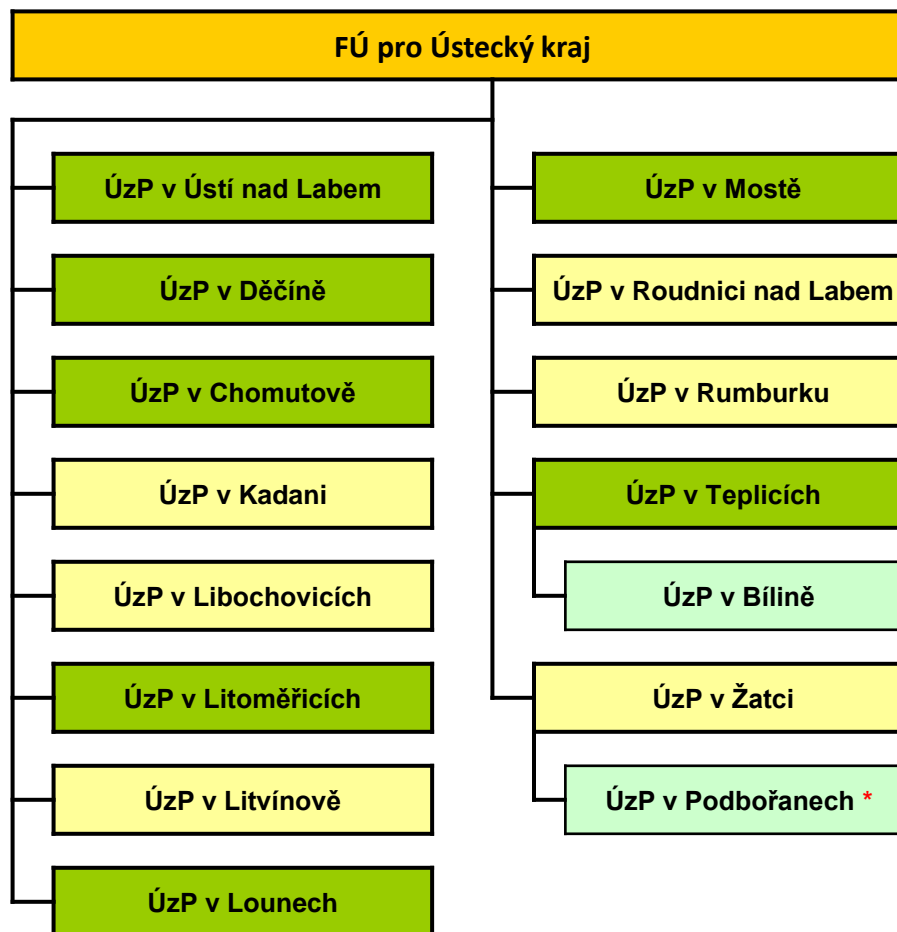 FÚ pro Ústecký kraj
ÚzP v Ústí nad Labem
ÚzP v Děčíně
ÚzP v Chomutově
ÚzP v Kadani
ÚzP v Libochovicích
ÚzP v Litoměřicích
ÚzP v Litvínově
ÚzP v Lounech
ÚzP v Mostě
ÚzP v Roudnici nad Labem
ÚzP v Rumburku
ÚzP v Teplicích
ÚzP v Bílině
ÚzP v Žatci
ÚzP v Podbořanech *